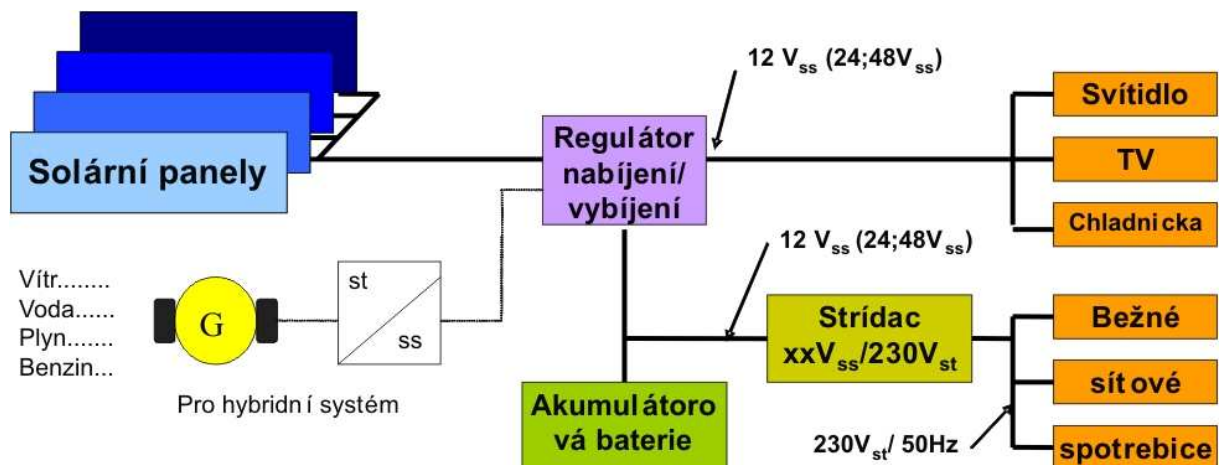 12 Vss (24;48Vss)
Solární panely
Regulátor
nabíjení/
vybíjení
Svítidlo
TV
Chladnicka
12 Vss (24;48Vss)
Vítr........
Voda......
Plyn.......
Benzin...
G
st
ss
Pro hybridní systém
Strídac
xxVss/230Vst
Akumulátoro
vá baterie
230Vst/ 50Hz
Bežné
sítové
spotrebice